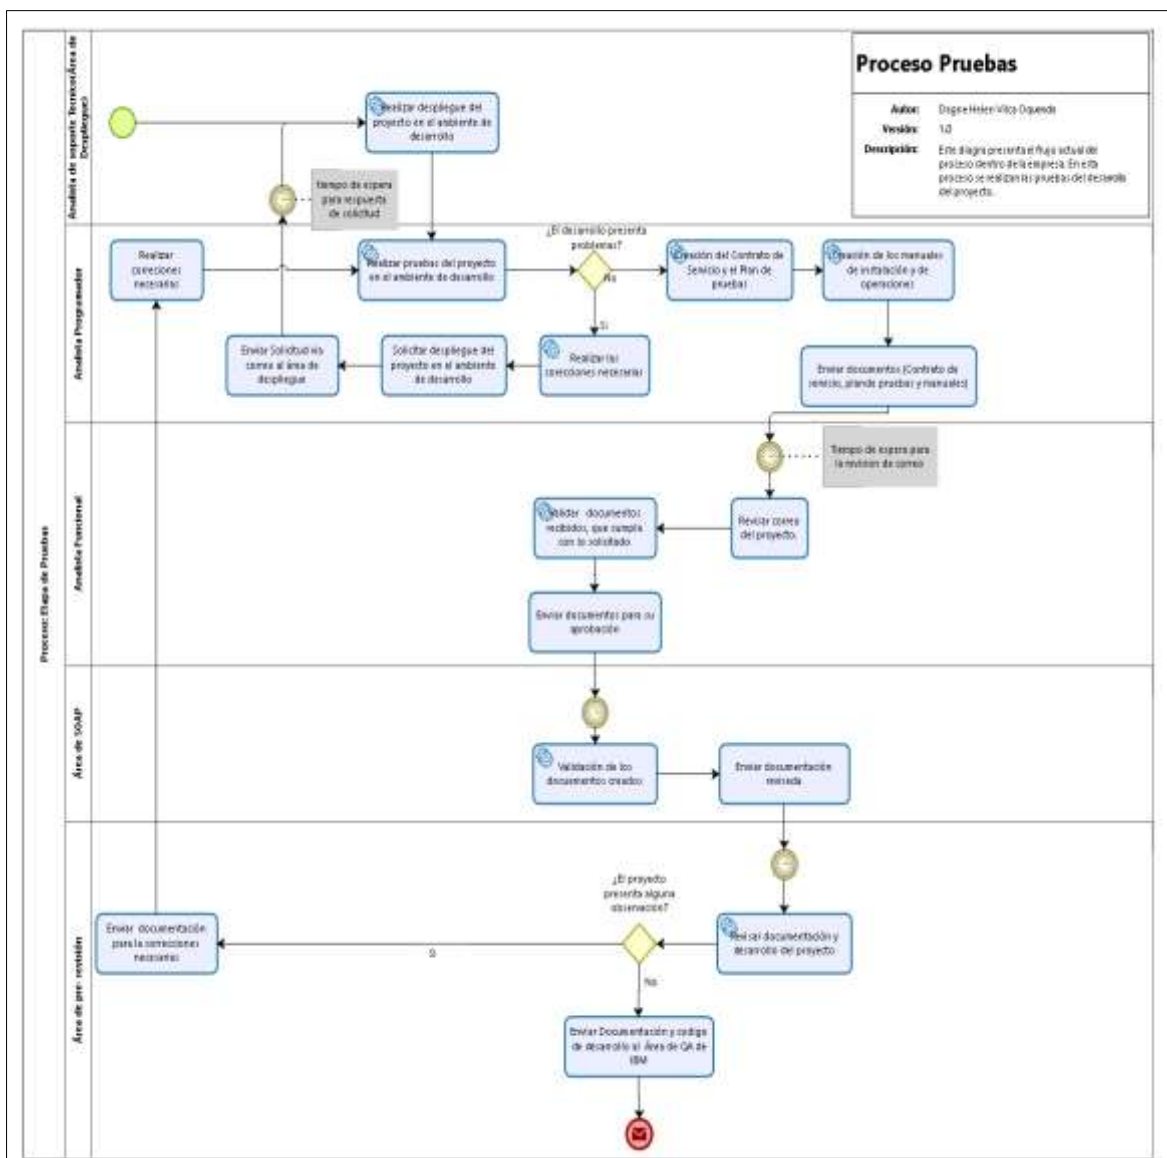 Proceso Pruebas
Autor:
Versión: 1.0
Descripción: Este diagra presenta el flujo actual del
proceso dentro de la empresa. En esta
proceso se realizan las pruebas del desarrollo
del proyecto.
Proceso: Etapa de Pruebas
Analista de soporte Tecnico(Área de
Despliegue)
Realizar despliegue del
proyecto en el ambiente de
desarrollo
tiempo de espera
para respuesta
de solicitud
Analista Programador
Realizar
correciones
necesarias
Realizar pruebas del proyecto
en el ambiente de desarrollo
¿El desarrollo presenta
problemas?
No
Si
Creación del Contrato de
Servicio y el Plan de
pruebas
Creación de los manuales
de instalación y de
operaciones
Enviar Solicitud via
correo al área de
despliegue
Solicitar despliegue del
proyecto en el ambiente de
desarrollo
Realizar las
correcciones necesarias
Enviar documentos (Contrato de
servicio, plan de pruebas y manuales)
Analista Funcional
Tiempo de espera para
la revision de correo
Validar documentos
recibidos, que cumpla
con lo solicitado.
Revisar correo
del proyecto.
Enviar documentos para su
aprobación
Área de SOAP
Validación de los
documentos creados
Enviar documentación
revisada
Área de pre- revisión
¿El proyecto
presenta alguna
observacion?
Enviar documentación
para la correcciones
necesarias
Si
Revisar documentación y
desarrollo del proyecto
No
Enviar Documentación y codigo
de desarrollo al Área de QA de
IBM